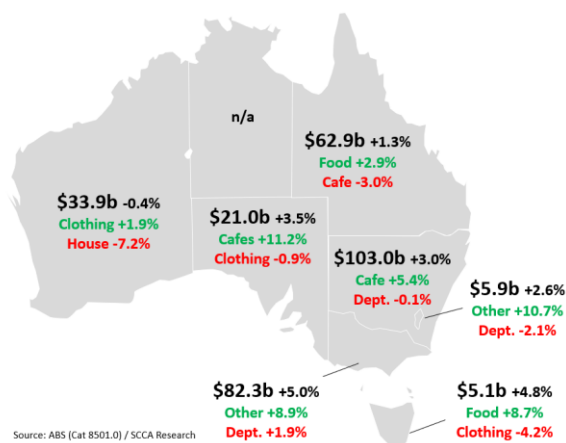 n/a
$62.9b +1.3%
Food +2.9%
Cafe -3.0%
$33.9b -0.4%
Clothing +1.9%
House -7.2%
$21.0b +3.5%
Cafes +11.2%
Clothing -0.9%
$103.0b +3.0%
Cafe +5.4%
Dept. -0.1%
$5.9b +2.6%
Other +10.7%
Dept. -2.1%
$82.3b +5.0%
Other +8.9%
Dept. +1.9%
$5.1b +4.8%
Food +8.7%
Clothing -4.2%
Source: ABS (Cat 8501.0) / SCCA Research